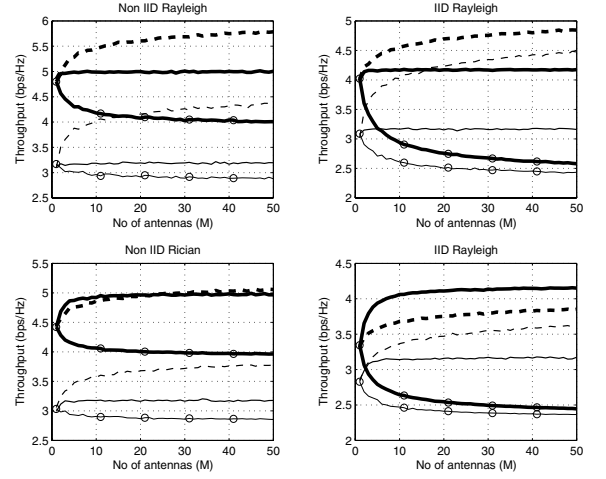 Non IID Rayleigh
6
5.5
5
4.5
4
3.5
3
2.5
0 10 20 30 40 50
Throughput (bps/Hz)
No of antennas (M)
IID Rayleigh
5
4.5
4
3.5
3
2.5
2
0 10 20 30 40 50
Throughput (bps/Hz)
No of antennas (M)
Non IID Rician
5.5
5
4.5
4
3.5
3
2.5
0 10 20 30 40 50
Throughput (bps/Hz)
No of antennas (M)
IID Rayleigh
4.5
4
3.5
3
2.5
2
0 10 20 30 40 50
Throughput (bps/Hz)
No of antennas (M)